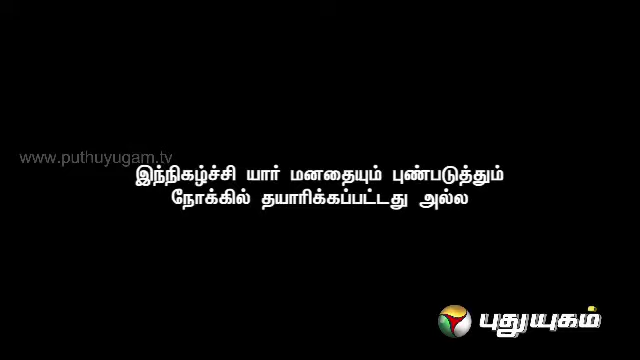 www.puthuyugam.tv
இந்நிகழ்ச்சி யார் மனதையும் புண்படுத்தும்
நோக்கில் தயாரிக்கப்பட்டது அல்ல
புதுயுகம்